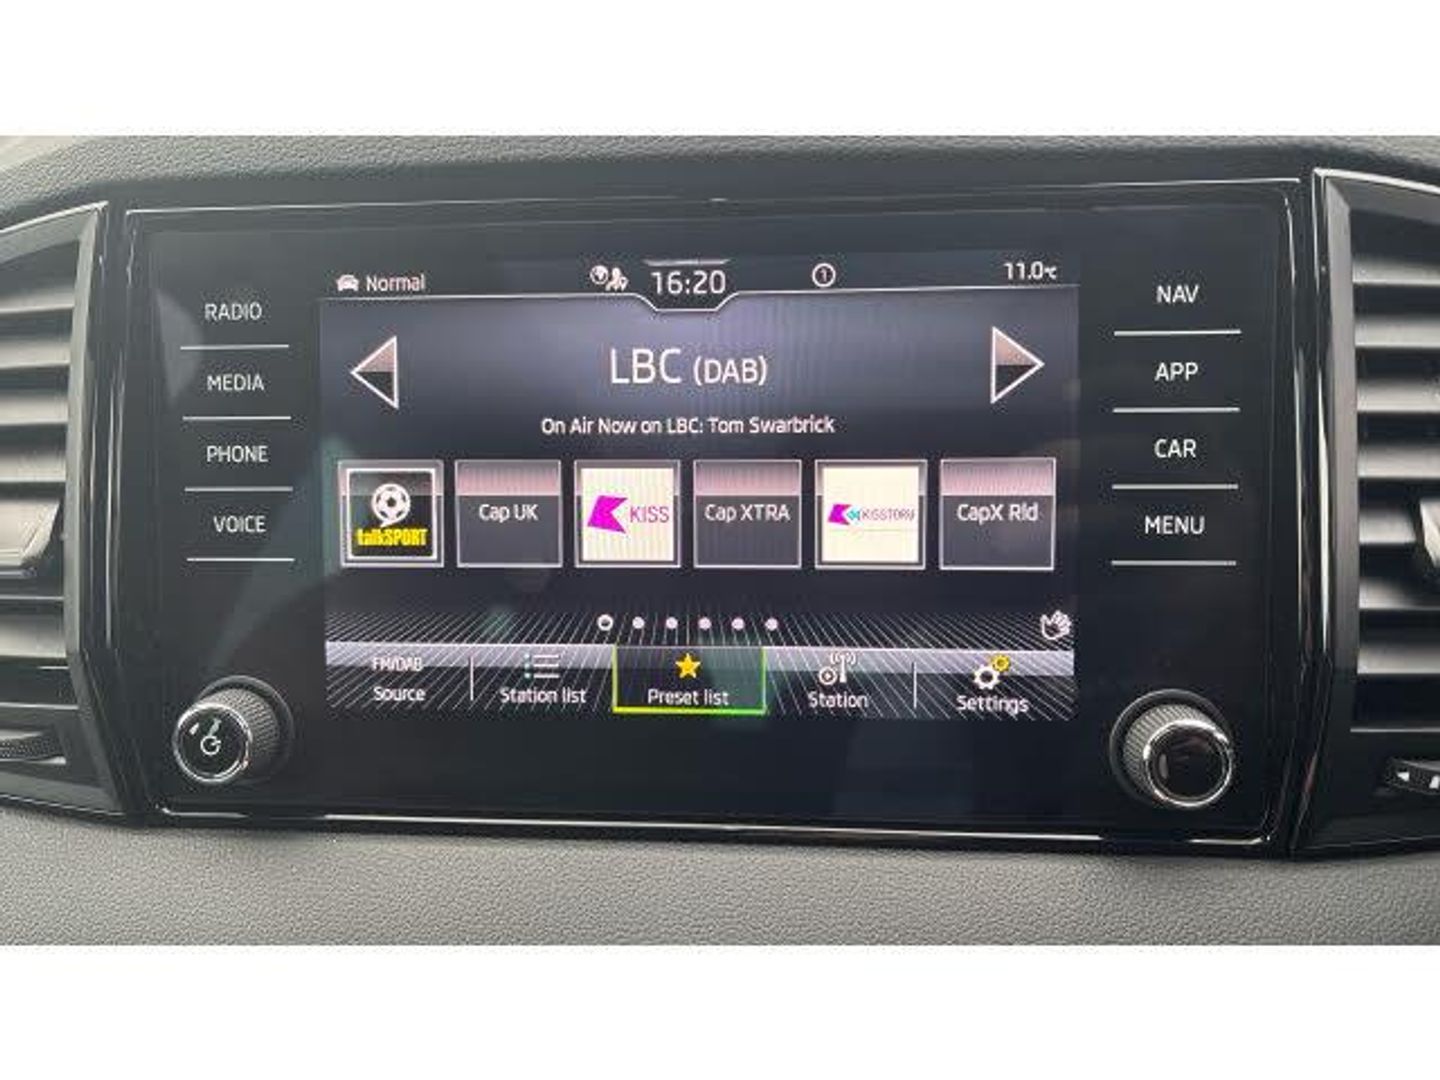 Normal
16:20
1
11.0°C
RADIO
MEDIA
PHONE
VOICE
LBC (DAB)
On Air Now on LBC: Tom Swarbrick
talkSPORT
Cap UK
KISS
Cap XTRA
KISSTORY
CapX Rld
FM/DAB
Source
Station list
Preset list
Station
Settings
NAV
APP
CAR
MENU